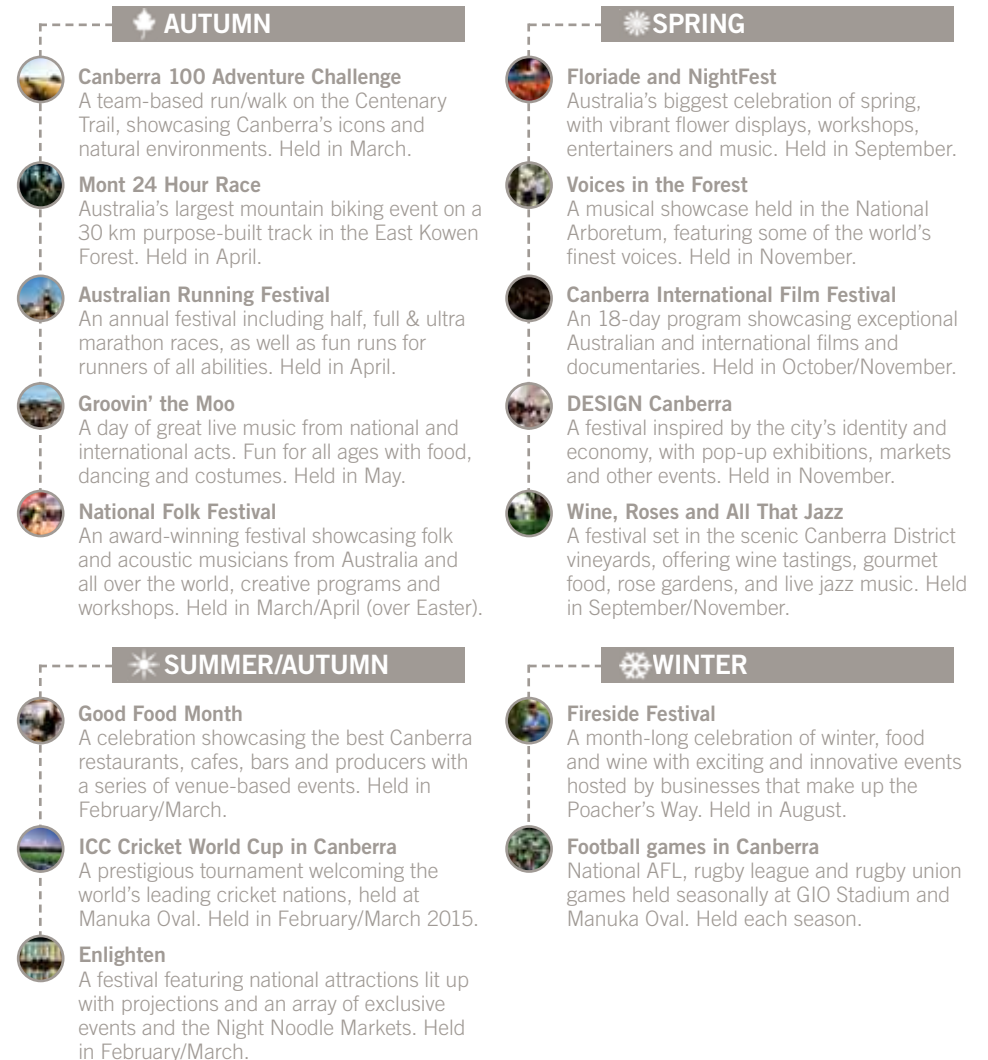 AUTUMN
Canberra 100 Adventure Challenge
A team-based run/walk on the Centenary
Trail, showcasing Canberra's icons and
natural environments. Held in March.
Mont 24 Hour Race
Australia's largest mountain biking event on a
30 km purpose-built track in the East Kowen
Forest. Held in April.
Australian Running Festival
An annual festival including half, full & ultra
marathon races, as well as fun runs for
runners of all abilities. Held in April.
Groovin' the Moo
A day of great live music from national and
international acts. Fun for all ages with food,
dancing and costumes. Held in May.
National Folk Festival
An award-winning festival showcasing folk
and acoustic musicians from Australia and
all over the world, creative programs and
workshops. Held in March/April (over Easter).
SPRING
Floriade and NightFest
Australia's biggest celebration of spring,
with vibrant flower displays, workshops,
entertainers and music. Held in September.
Voices in the Forest
A musical showcase held in the National
Arboretum, featuring some of the world's
finest voices. Held in November.
Canberra International Film Festival
An 18-day program showcasing exceptional
Australian and international films and
documentaries. Held in October/November.
DESIGN Canberra
A festival inspired by the city's identity and
economy, with pop-up exhibitions, markets
and other events. Held in November.
Wine, Roses and All That Jazz
A festival set in the scenic Canberra District
vineyards, offering wine tastings, gourmet
food, rose gardens, and live jazz music. Held
in September/November.
SUMMER/AUTUMN
Good Food Month
A celebration showcasing the best Canberra
restaurants, cafes, bars and producers with
a series of venue-based events. Held in
February/March.
ICC Cricket World Cup in Canberra
A prestigious tournament welcoming the
world's leading cricket nations, held at
Manuka Oval. Held in February/March 2015.
Enlighten
A festival featuring national attractions lit up
with projections and an array of exclusive
events and the Night Noodle Markets. Held
in February/March.
WINTER
Fireside Festival
A month-long celebration of winter, food
and wine with exciting and innovative events
hosted by businesses that make up the
Poacher's Way. Held in August.
Football games in Canberra
National AFL, rugby league and rugby union
games held seasonally at GIO Stadium and
Manuka Oval. Held each season.